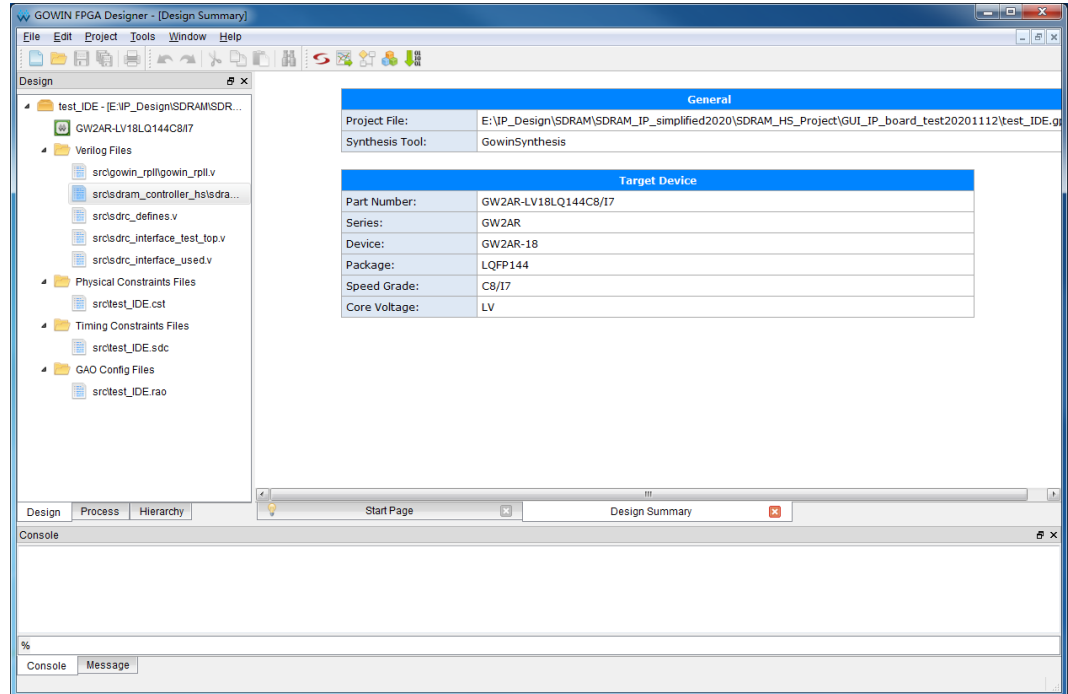 GOWIN FPGA Designer - [Design Summary]
File Edit Project Tools Window Help
Design
test_IDE - [E:\IP_Design\SDRAM\SDR...
GW2AR-LV18LQ144C8/I7
Verilog Files
src\gowin_rpll\gowin_rpll.v
src\sdram_controller_hs\sdra...
src\sdrc_defines.v
src\sdrc_interface_test_top.v
src\sdrc_interface_used.v
Physical Constraints Files
src\test_IDE.cst
Timing Constraints Files
src\test_IDE.sdc
GAO Config Files
src\test_IDE.rao
Design Process Hierarchy
General
Project File: E:\IP_Design\SDRAM\SDRAM_IP_simplified2020\SDRAM_HS_Project\GUI_IP_board_test20201112\test_IDE.gp
Synthesis Tool: GowinSynthesis
Target Device
Part Number: GW2AR-LV18LQ144C8/I7
Series: GW2AR
Device: GW2AR-18
Package: LQFP144
Speed Grade: C8/I7
Core Voltage: LV
Start Page Design Summary
Console
%
Console Message